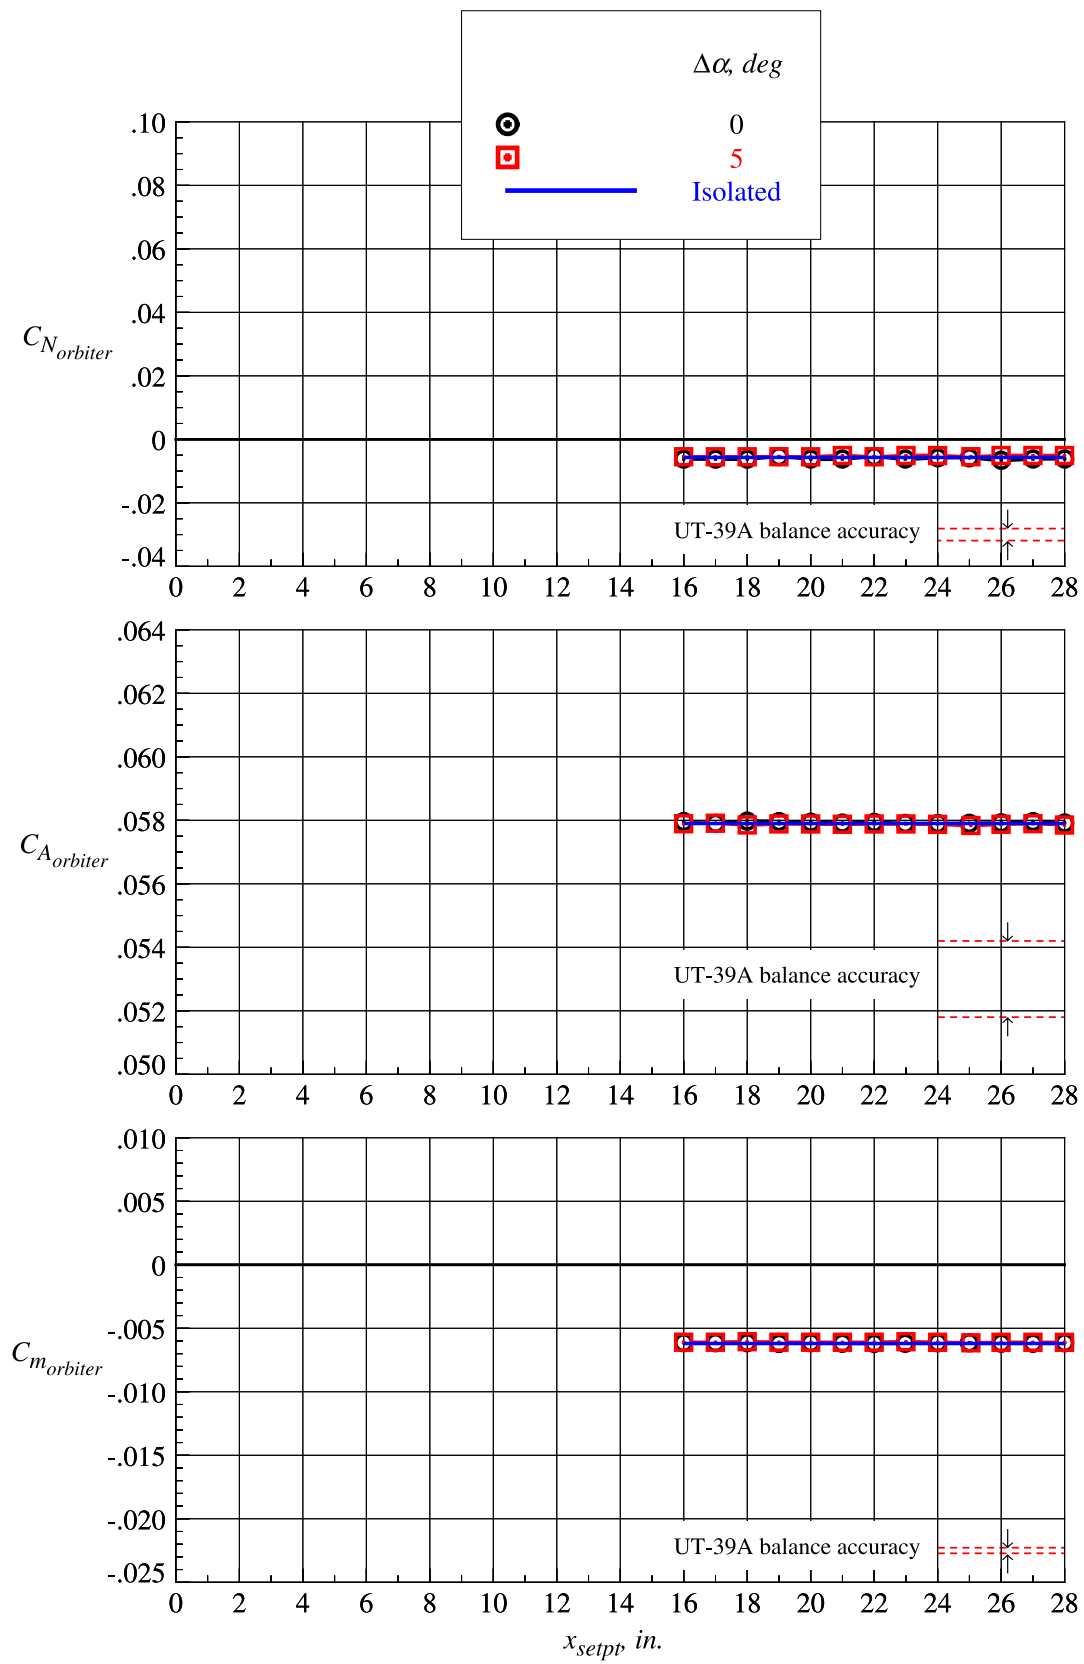 Δα, deg
0
5
Isolated
.10
.08
.06
.04
.02
0
-.02
-.04
C_N_orbiter
UT-39A balance accuracy
0 2 4 6 8 10 12 14 16 18 20 22 24 26 28
.064
.062
.060
.058
.056
.054
.052
.050
C_A_orbiter
UT-39A balance accuracy
0 2 4 6 8 10 12 14 16 18 20 22 24 26 28
.010
.005
0
-.005
-.010
-.015
-.020
-.025
C_m_orbiter
UT-39A balance accuracy
0 2 4 6 8 10 12 14 16 18 20 22 24 26 28
x_setpt, in.